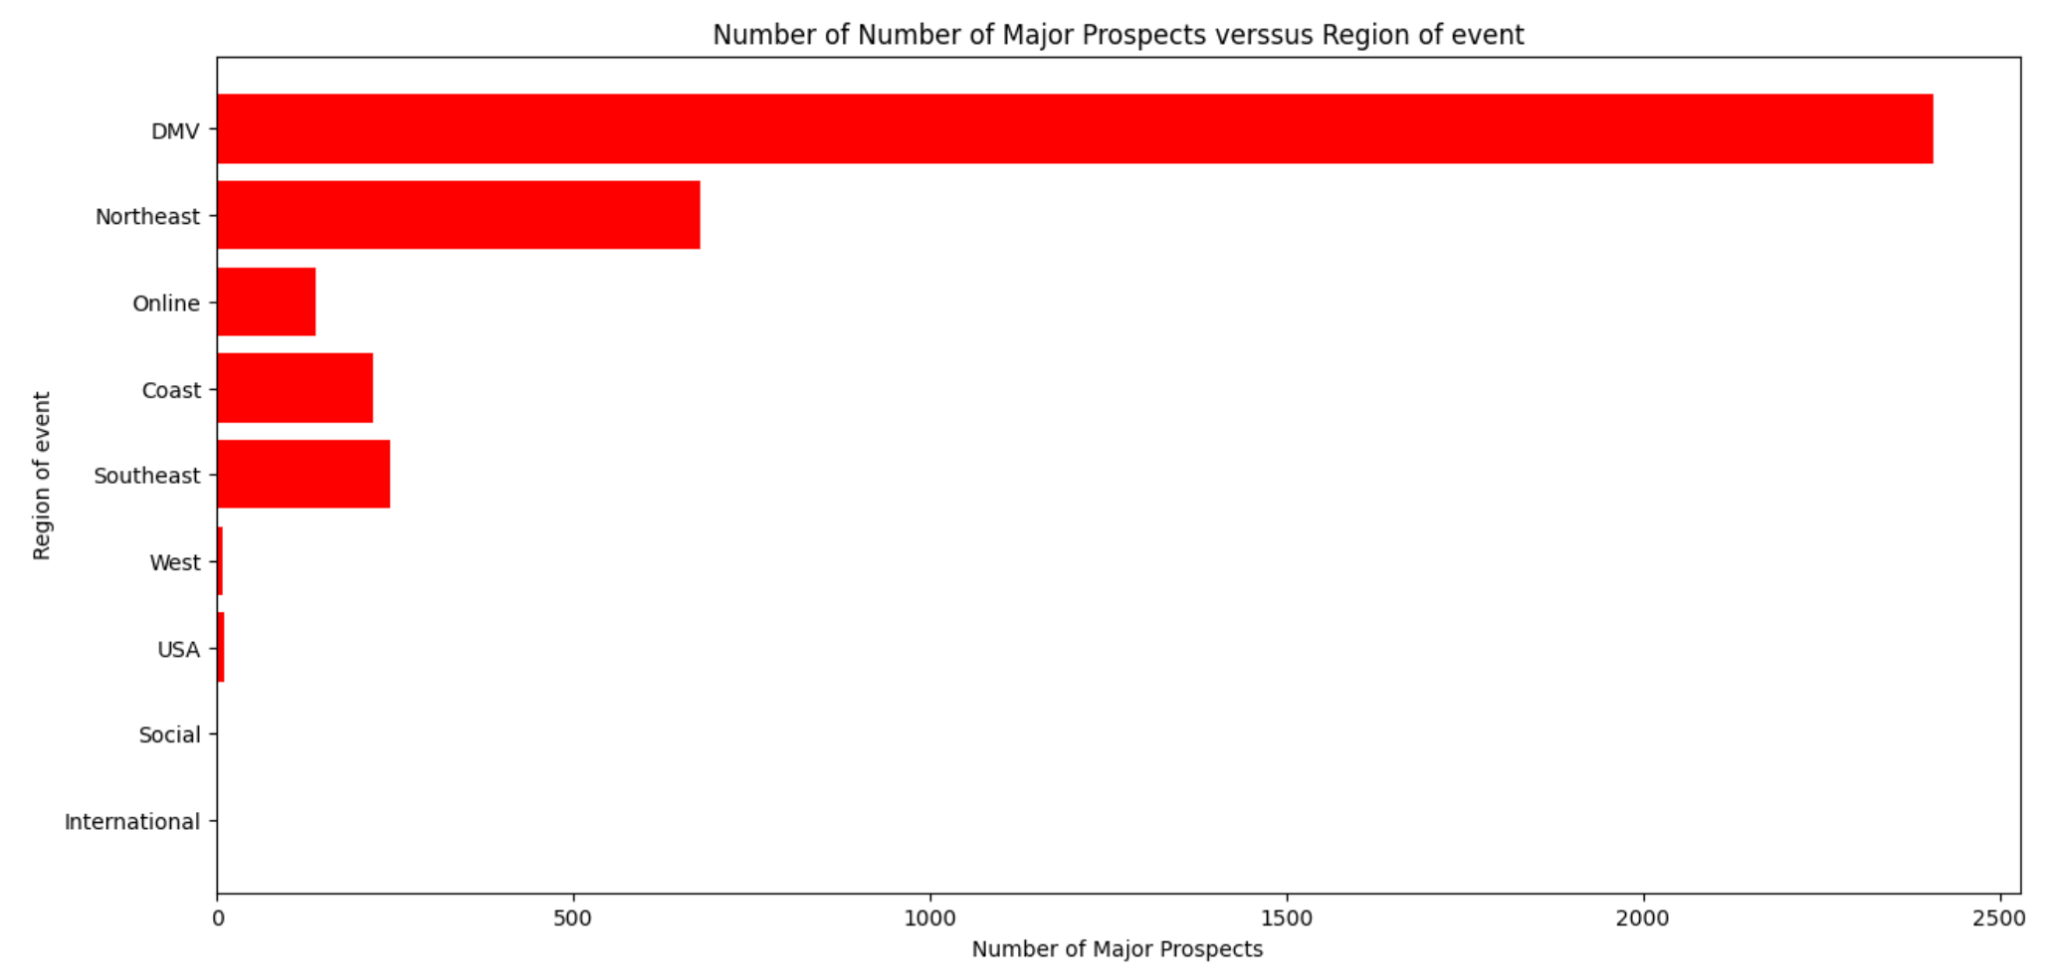 Number of Number of Major Prospects verssus Region of event
DMV
Northeast
Online
Coast
Southeast
West
USA
Social
International
Region of event
0 500 1000 1500 2000 2500
Number of Major Prospects